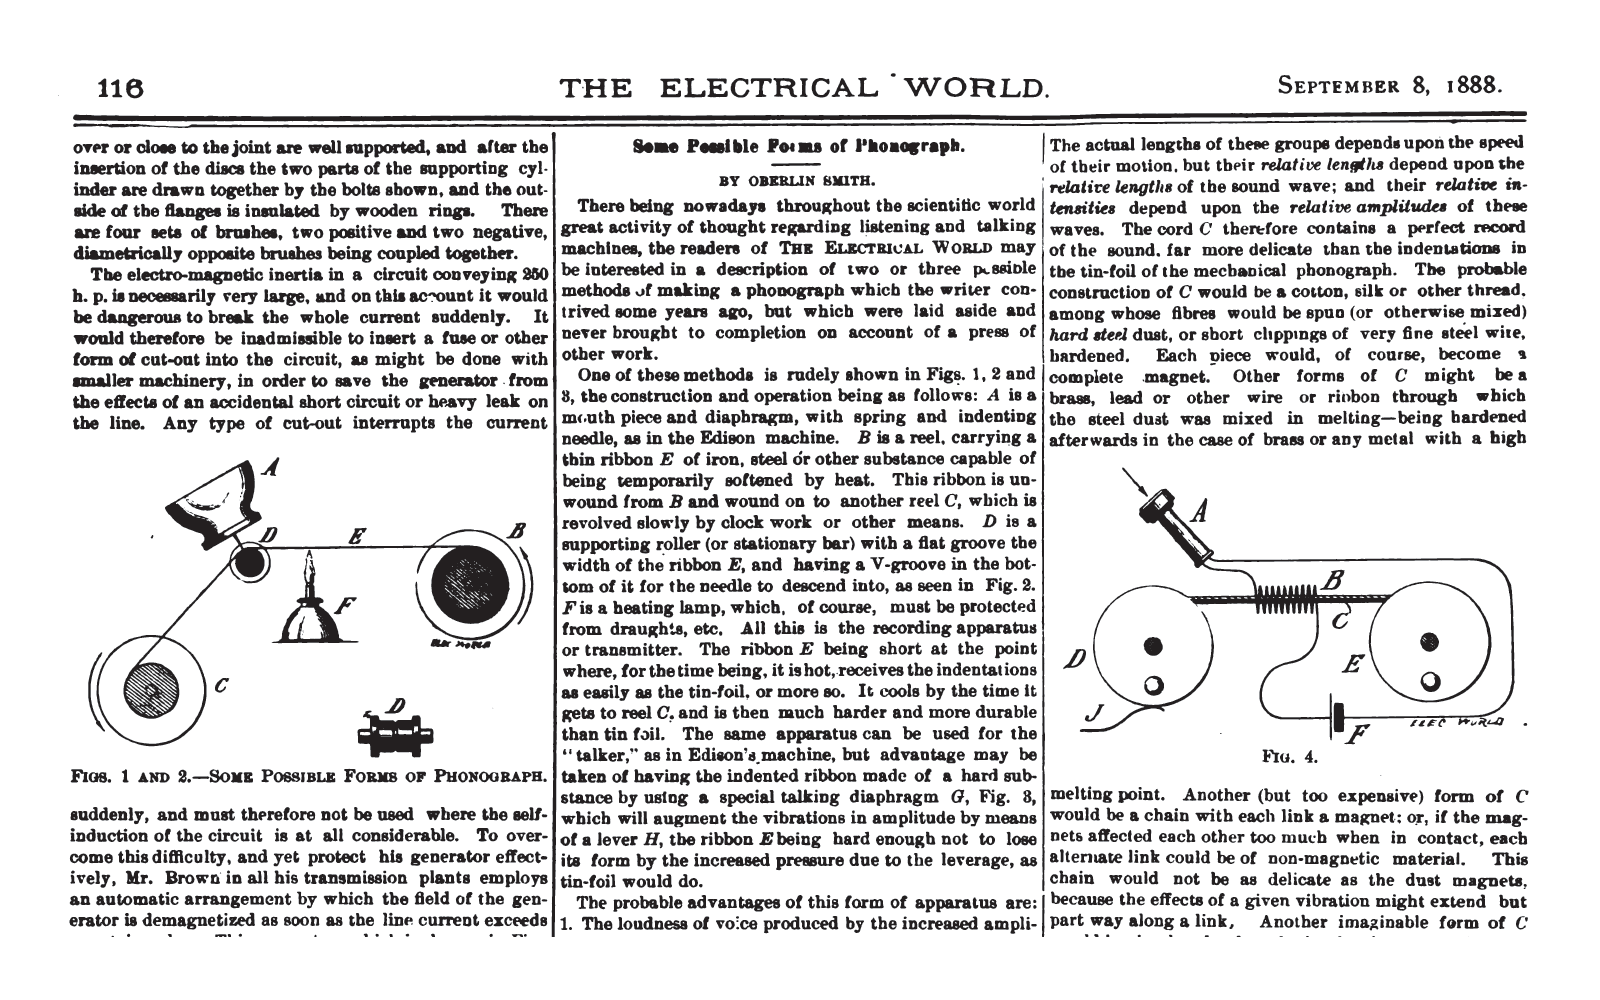 116
THE ELECTRICAL WORLD.
SEPTEMBER 8, 1888.
over or close to the joint are well supported, and after the
insertion of the discs the two parts of the supporting cyl-
inder are drawn together by the bolts shown, and the out-
side of the flanges is insulated by wooden rings. There
are four sets of brushes, two positive and two negative,
diametrically opposite brushes being coupled together.
The electro-magnetic inertia in a circuit conveying 250
h. p. is necessarily very large, and on this account it would
be dangerous to break the whole current suddenly. It
would therefore be inadmissible to insert a fuse or other
form of cut-out into the circuit, as might be done with
smaller machinery, in order to save the generator from
the effects of an accidental short circuit or heavy leak on
the line. Any type of cut-out interrupts the current
A
D
E
B
F
ELEC WORLD
C
D
FIGS. 1 AND 2.—SOME POSSIBLE FORMS OF PHONOGRAPH.
suddenly, and must therefore not be used where the self-
induction of the circuit is at all considerable. To over-
come this difficulty, and yet protect his generator effect-
ively, Mr. Brown in all his transmission plants employs
an automatic arrangement by which the field of the gen-
erator is demagnetized as soon as the line current exceeds
Some Possible Forms of Phonograph.
BY OBERLIN SMITH.
There being nowadays throughout the scientific world
great activity of thought regarding listening and talking
machines, the readers of THE ELECTRICAL WORLD may
be interested in a description of two or three possible
methods of making a phonograph which the writer con-
trived some years ago, but which were laid aside and
never brought to completion on account of a press of
other work.
One of these methods is rudely shown in Figs. 1, 2 and
3, the construction and operation being as follows: A is a
mouth piece and diaphragm, with spring and indenting
needle, as in the Edison machine. B is a reel, carrying a
thin ribbon E of iron, steel or other substance capable of
being temporarily softened by heat. This ribbon is un-
wound from B and wound on to another reel C, which is
revolved slowly by clock work or other means. D is a
supporting roller (or stationary bar) with a flat groove the
width of the ribbon E, and having a V-groove in the bot-
tom of it for the needle to descend into, as seen in Fig. 2.
F is a heating lamp, which, of course, must be protected
from draughts, etc. All this is the recording apparatus
or transmitter. The ribbon E being short at the point
where, for the time being, it is hot, receives the indentations
as easily as the tin-foil, or more so. It cools by the time it
gets to reel C, and is then much harder and more durable
than tin foil. The same apparatus can be used for the
"talker," as in Edison's machine, but advantage may be
taken of having the indented ribbon made of a hard sub-
stance by using a special talking diaphragm G, Fig. 3,
which will augment the vibrations in amplitude by means
of a lever H, the ribbon E being hard enough not to lose
its form by the increased pressure due to the leverage, as
tin-foil would do.
The probable advantages of this form of apparatus are:
1. The loudness of voice produced by the increased ampli-
The actual lengths of these groups depends upon the speed
of their motion, but their relative lengths depend upon the
relative lengths of the sound wave; and their relative in-
tensities depend upon the relative amplitudes of these
waves. The cord C therefore contains a perfect record
of the sound, far more delicate than the indentations in
the tin-foil of the mechanical phonograph. The probable
construction of C would be a cotton, silk or other thread,
among whose fibres would be spun (or otherwise mixed)
hard steel dust, or short clippings of very fine steel wire,
hardened. Each piece would, of course, become a
complete magnet. Other forms of C might be a
brass, lead or other wire or ribbon through which
the steel dust was mixed in melting—being hardened
afterwards in the case of brass or any metal with a high
A
B
C
D
E
J
F
ELEC WORLD
FIG. 4.
melting point. Another (but too expensive) form of C
would be a chain with each link a magnet: or, if the mag-
nets affected each other too much when in contact, each
alternate link could be of non-magnetic material. This
chain would not be as delicate as the dust magnets,
because the effects of a given vibration might extend but
part way along a link, Another imaginable form of C